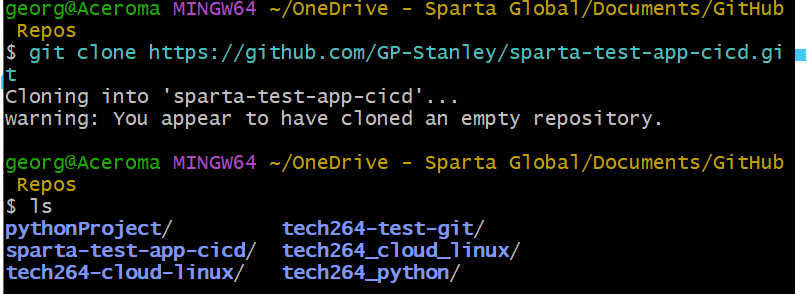 georg@Aceroma MINGW64 ~/OneDrive - Sparta Global/Documents/GitHub
 Repos
$ git clone https://github.com/GP-Stanley/sparta-test-app-cicd.gi
t
Cloning into 'sparta-test-app-cicd'...
warning: You appear to have cloned an empty repository.
georg@Aceroma MINGW64 ~/OneDrive - Sparta Global/Documents/GitHub
 Repos
$ ls
pythonProject/         tech264-test-git/
sparta-test-app-cicd/  tech264_cloud_linux/
tech264-cloud-linux/   tech264_python/